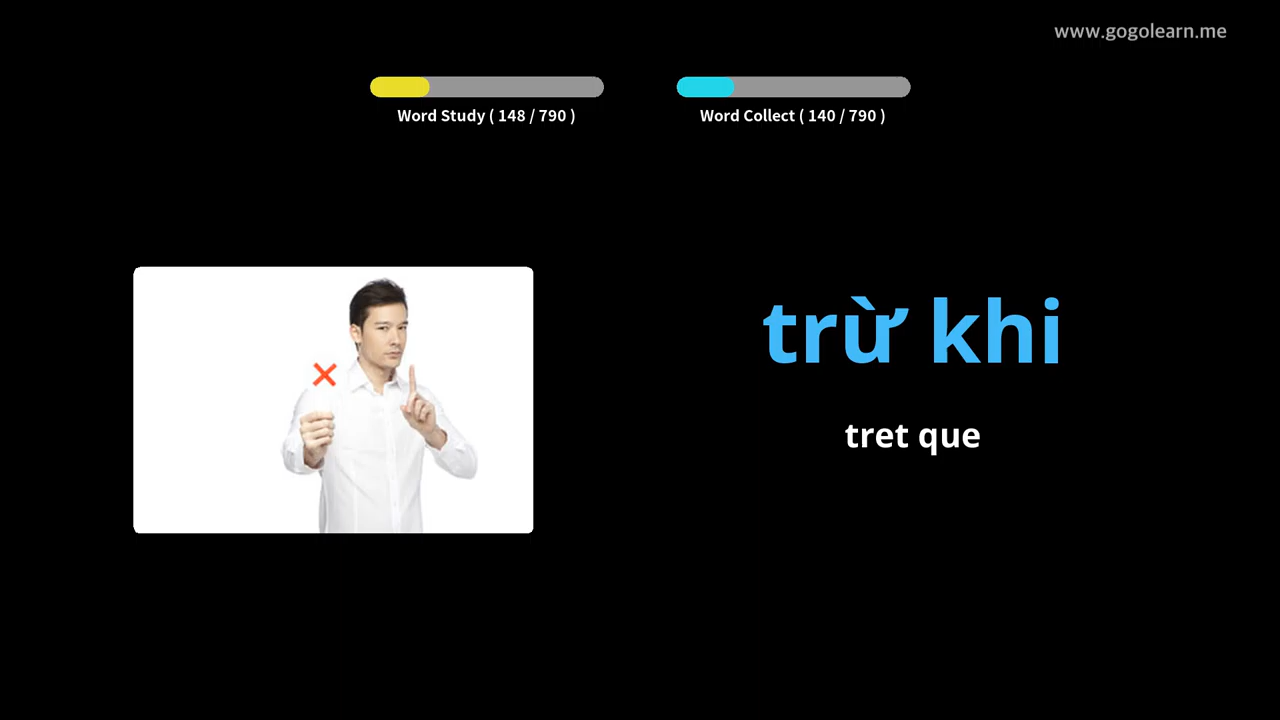 www.gogolearn.me
Word Study ( 148 / 790 )
Word Collect ( 140 / 790 )
trừ khi
tret que